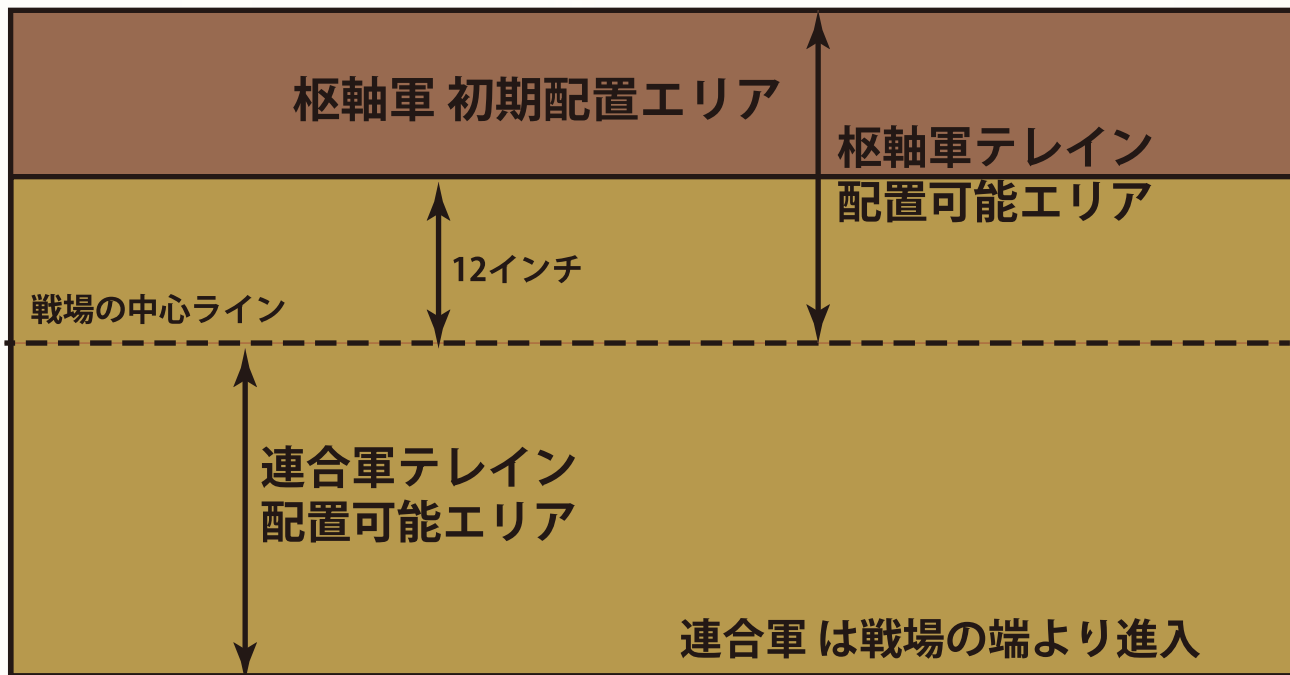 枢軸軍 初期配置エリア
枢軸軍テレイン
配置可能エリア
12インチ
戦場の中心ライン
連合軍テレイン
配置可能エリア
連合軍 は戦場の端より進入